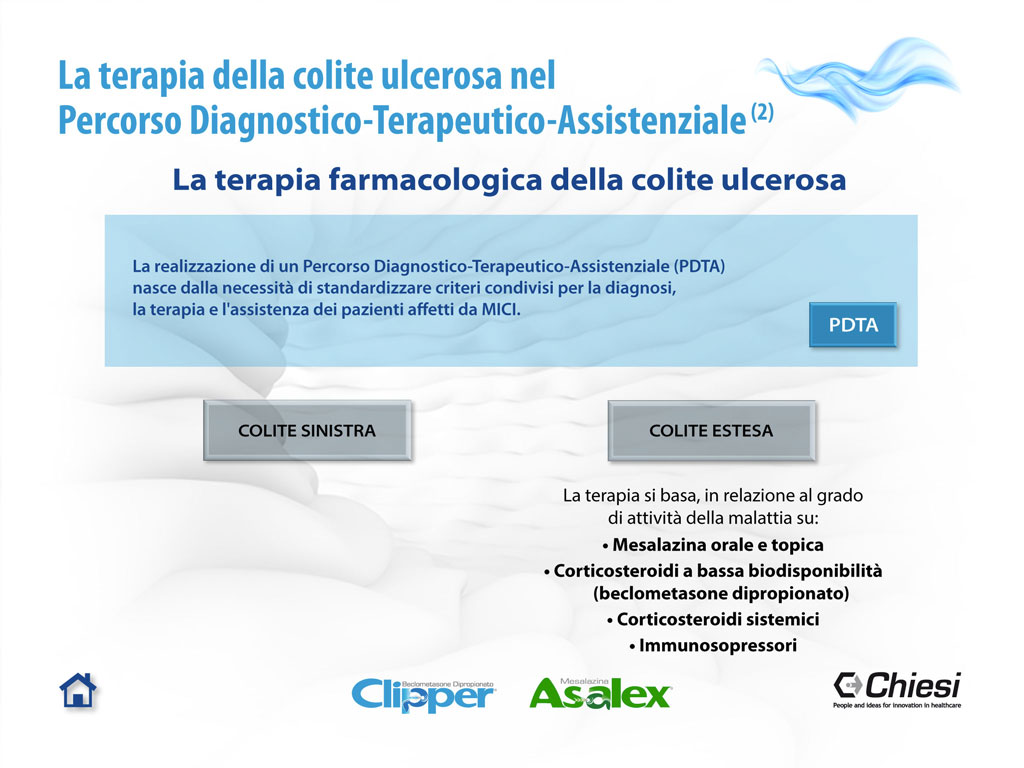 La terapia della colite ulcerosa nel
Percorso Diagnostico-Terapeutico-Assistenziale (2)
La terapia farmacologica della colite ulcerosa
La realizzazione di un Percorso Diagnostico-Terapeutico-Assistenziale (PDTA)
nasce dalla necessità di standardizzare criteri condivisi per la diagnosi,
la terapia e l'assistenza dei pazienti affetti da MICI.
PDTA
COLITE SINISTRA
COLITE ESTESA
La terapia si basa, in relazione al grado
di attività della malattia su:
• Mesalazina orale e topica
• Corticosteroidi a bassa biodisponibilità
(beclometasone dipropionato)
• Corticosteroidi sistemici
• Immunosopressori
Beclometasone Dipropionato
Clipper
Mesalazina
Asalex
Chiesi
People and ideas for innovation in healthcare